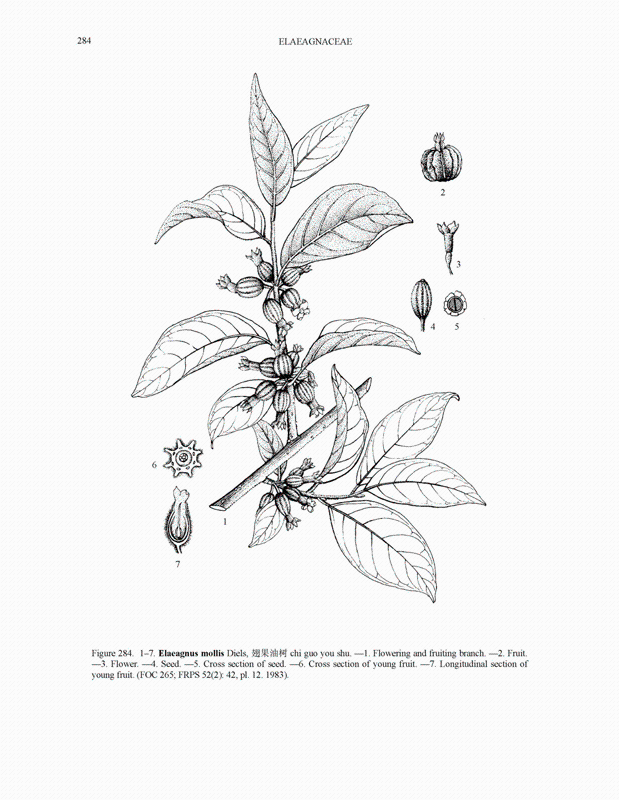 284
ELAEAGNACEAE
2
3
4
5
6
1
7
Figure 284. 1–7. Elaeagnus mollis Diels, 翅果油树 chi guo you shu. —1. Flowering and fruiting branch. —2. Fruit.
—3. Flower. —4. Seed. —5. Cross section of seed. —6. Cross section of young fruit. —7. Longitudinal section of
young fruit. (FOC 265; FRPS 52(2): 42, pl. 12. 1983).